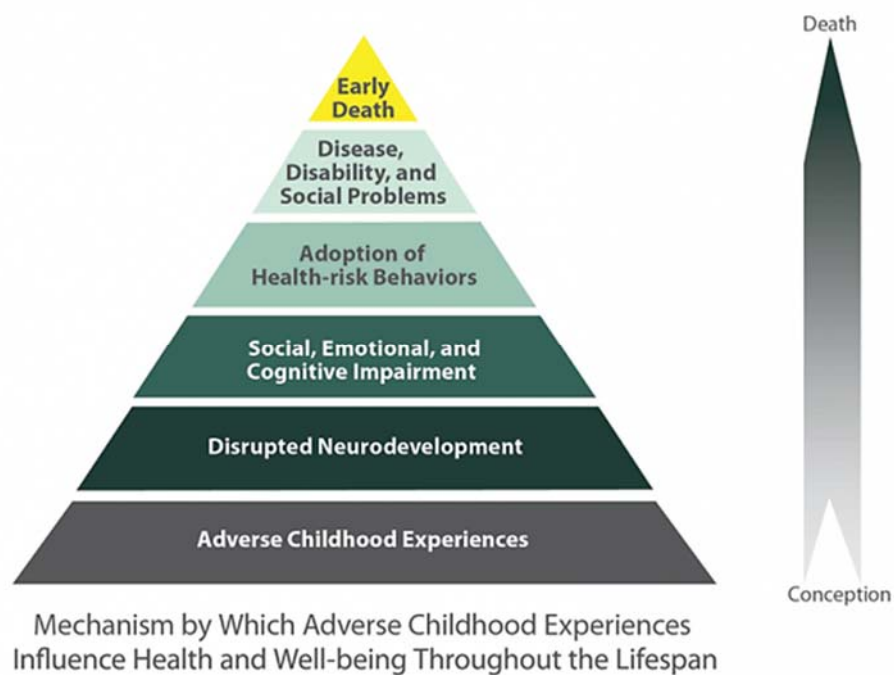 Death
Early
Death
Disease,
Disability, and
Social Problems
Adoption of
Health-risk Behaviors
Social, Emotional, and
Cognitive Impairment
Disrupted Neurodevelopment
Adverse Childhood Experiences
Conception
Mechanism by Which Adverse Childhood Experiences
Influence Health and Well-being Throughout the Lifespan